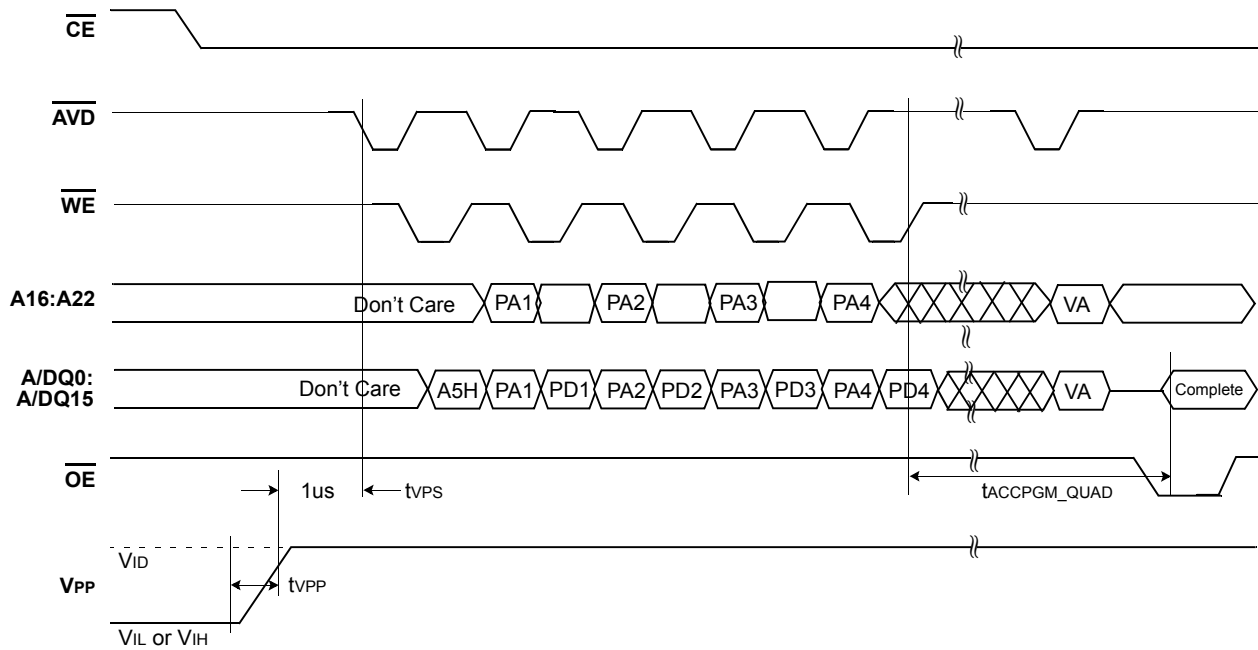 CE
AVD
WE
A16:A22 Don't Care PA1 PA2 PA3 PA4 VA
A/DQ0:
A/DQ15 Don't Care A5H PA1 PD1 PA2 PD2 PA3 PD3 PA4 PD4 VA Complete
OE
1us tVPS tACCPGM_QUAD
VID
VPP tVPP
VIL or VIH